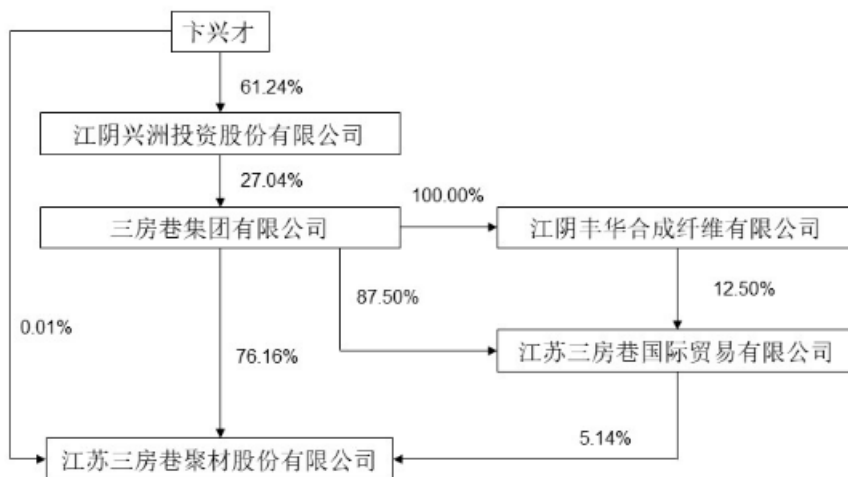 卞兴才
61.24%
江阴兴洲投资股份有限公司
27.04%
100.00%
三房巷集团有限公司
江阴丰华合成纤维有限公司
87.50%
12.50%
0.01%
76.16%
江苏三房巷国际贸易有限公司
5.14%
江苏三房巷聚材股份有限公司